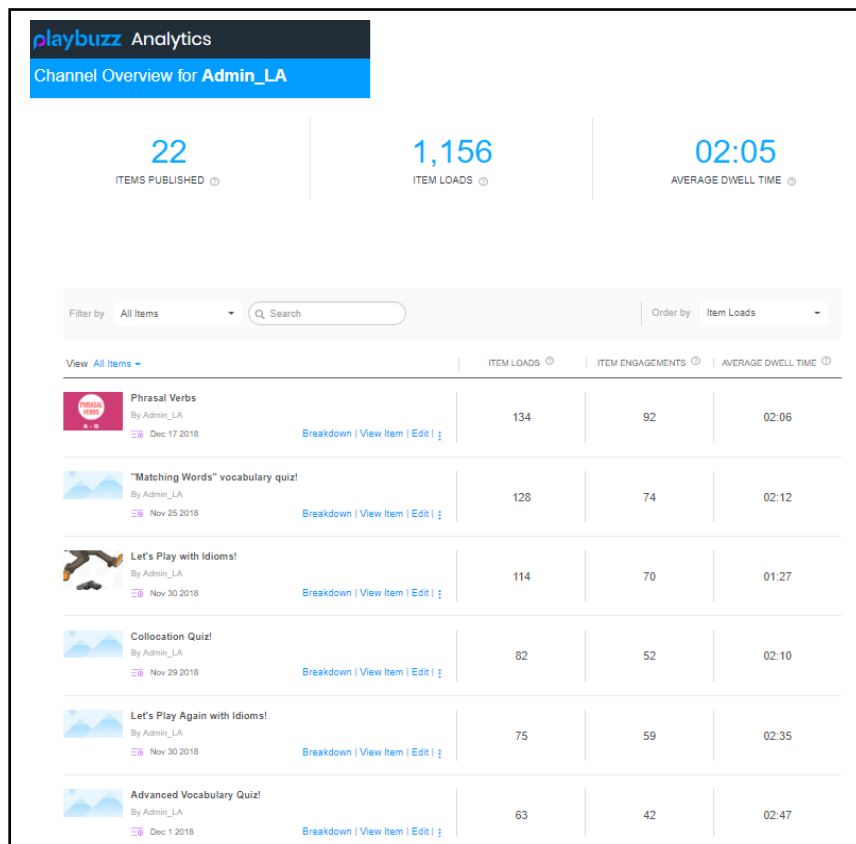 playbuzz Analytics
Channel Overview for Admin_LA
22
ITEMS PUBLISHED
1,156
ITEM LOADS
02:05
AVERAGE DWELL TIME
Filter by All Items Search Order by Item Loads
View All Items ITEM LOADS ITEM ENGAGEMENTS AVERAGE DWELL TIME
PHRASAL
VERBS
A - G
Phrasal Verbs
By Admin_LA
Dec 17 2018 Breakdown | View Item | Edit |
134 92 02:06
"Matching Words" vocabulary quiz!
By Admin_LA
Nov 25 2018 Breakdown | View Item | Edit |
128 74 02:12
Let's Play with Idioms!
By Admin_LA
Nov 30 2018 Breakdown | View Item | Edit |
114 70 01:27
Collocation Quiz!
By Admin_LA
Nov 29 2018 Breakdown | View Item | Edit |
82 52 02:10
Let's Play Again with Idioms!
By Admin_LA
Nov 30 2018 Breakdown | View Item | Edit |
75 59 02:35
Advanced Vocabulary Quiz!
By Admin_LA
Dec 1 2018 Breakdown | View Item | Edit |
63 42 02:47